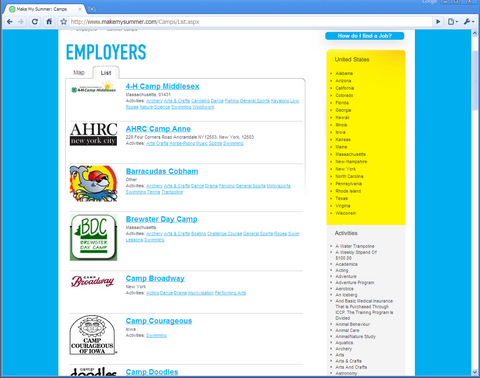 Make My Summer: Camps
Google
http://www.makemysummer.com/Camps/List.aspx
How do I find a Job?
EMPLOYERS
Map
List
4-H Camp Middlesex
Massachusetts, 01431
Activities: Archery Arts & Crafts Canoeing Dance Fishing General Sports Kayaking Low
Ropes Nature Science Swimming Woodwork
AHRC
new york city
AHRC Camp Anne
228 Four Corners Road Ancramdale NY12503, New York, 12503
Activities: Arts Crafts Horse-Riding Music Sports Swimming
Barracudas Cobham
Other
Activities: Archery Arts & Crafts Dance Drama Fencing General Sports Motorsports
Swimming Tennis Trampoline
BDC
BREWSTER
DAY CAMP
Brewster Day Camp
Massachusetts
Activities: Archery Arts & Crafts Boating Challenge Course General Sports Ropes Swim
Lessons Swimming
CAMP
Broadway
Camp Broadway
New York
Activities: Acting Dance Drama Improvisation Performing Arts
CAMP
COURAGEOUS
OF IOWA
Camp Courageous
Iowa
Activities: Swimming
camp
doodles
Camp Doodles
United States
Alabama
Arizona
California
Colorado
Florida
Georgia
Hawaii
Illinois
Iowa
Kansas
Maine
Massachusetts
New Hampshire
New York
North Carolina
Pennsylvania
Rhode Island
Texas
Virginia
Wisconsin
Activities
A Water Trampoline
A Weekly Stipend Of
$100.00
Academics
Acting
Adventure
Adventure Program
Aerobics
An Iceberg
And Basic Medical Insurance
That Is Purchased Through
ICCP. The Training Program Is
Divided
Animal Behaviour
Animal Care
Animal/Nature Study
Aquatics
Archery
Arts
Arts & Crafts
Arts And Crafts
Astronomy